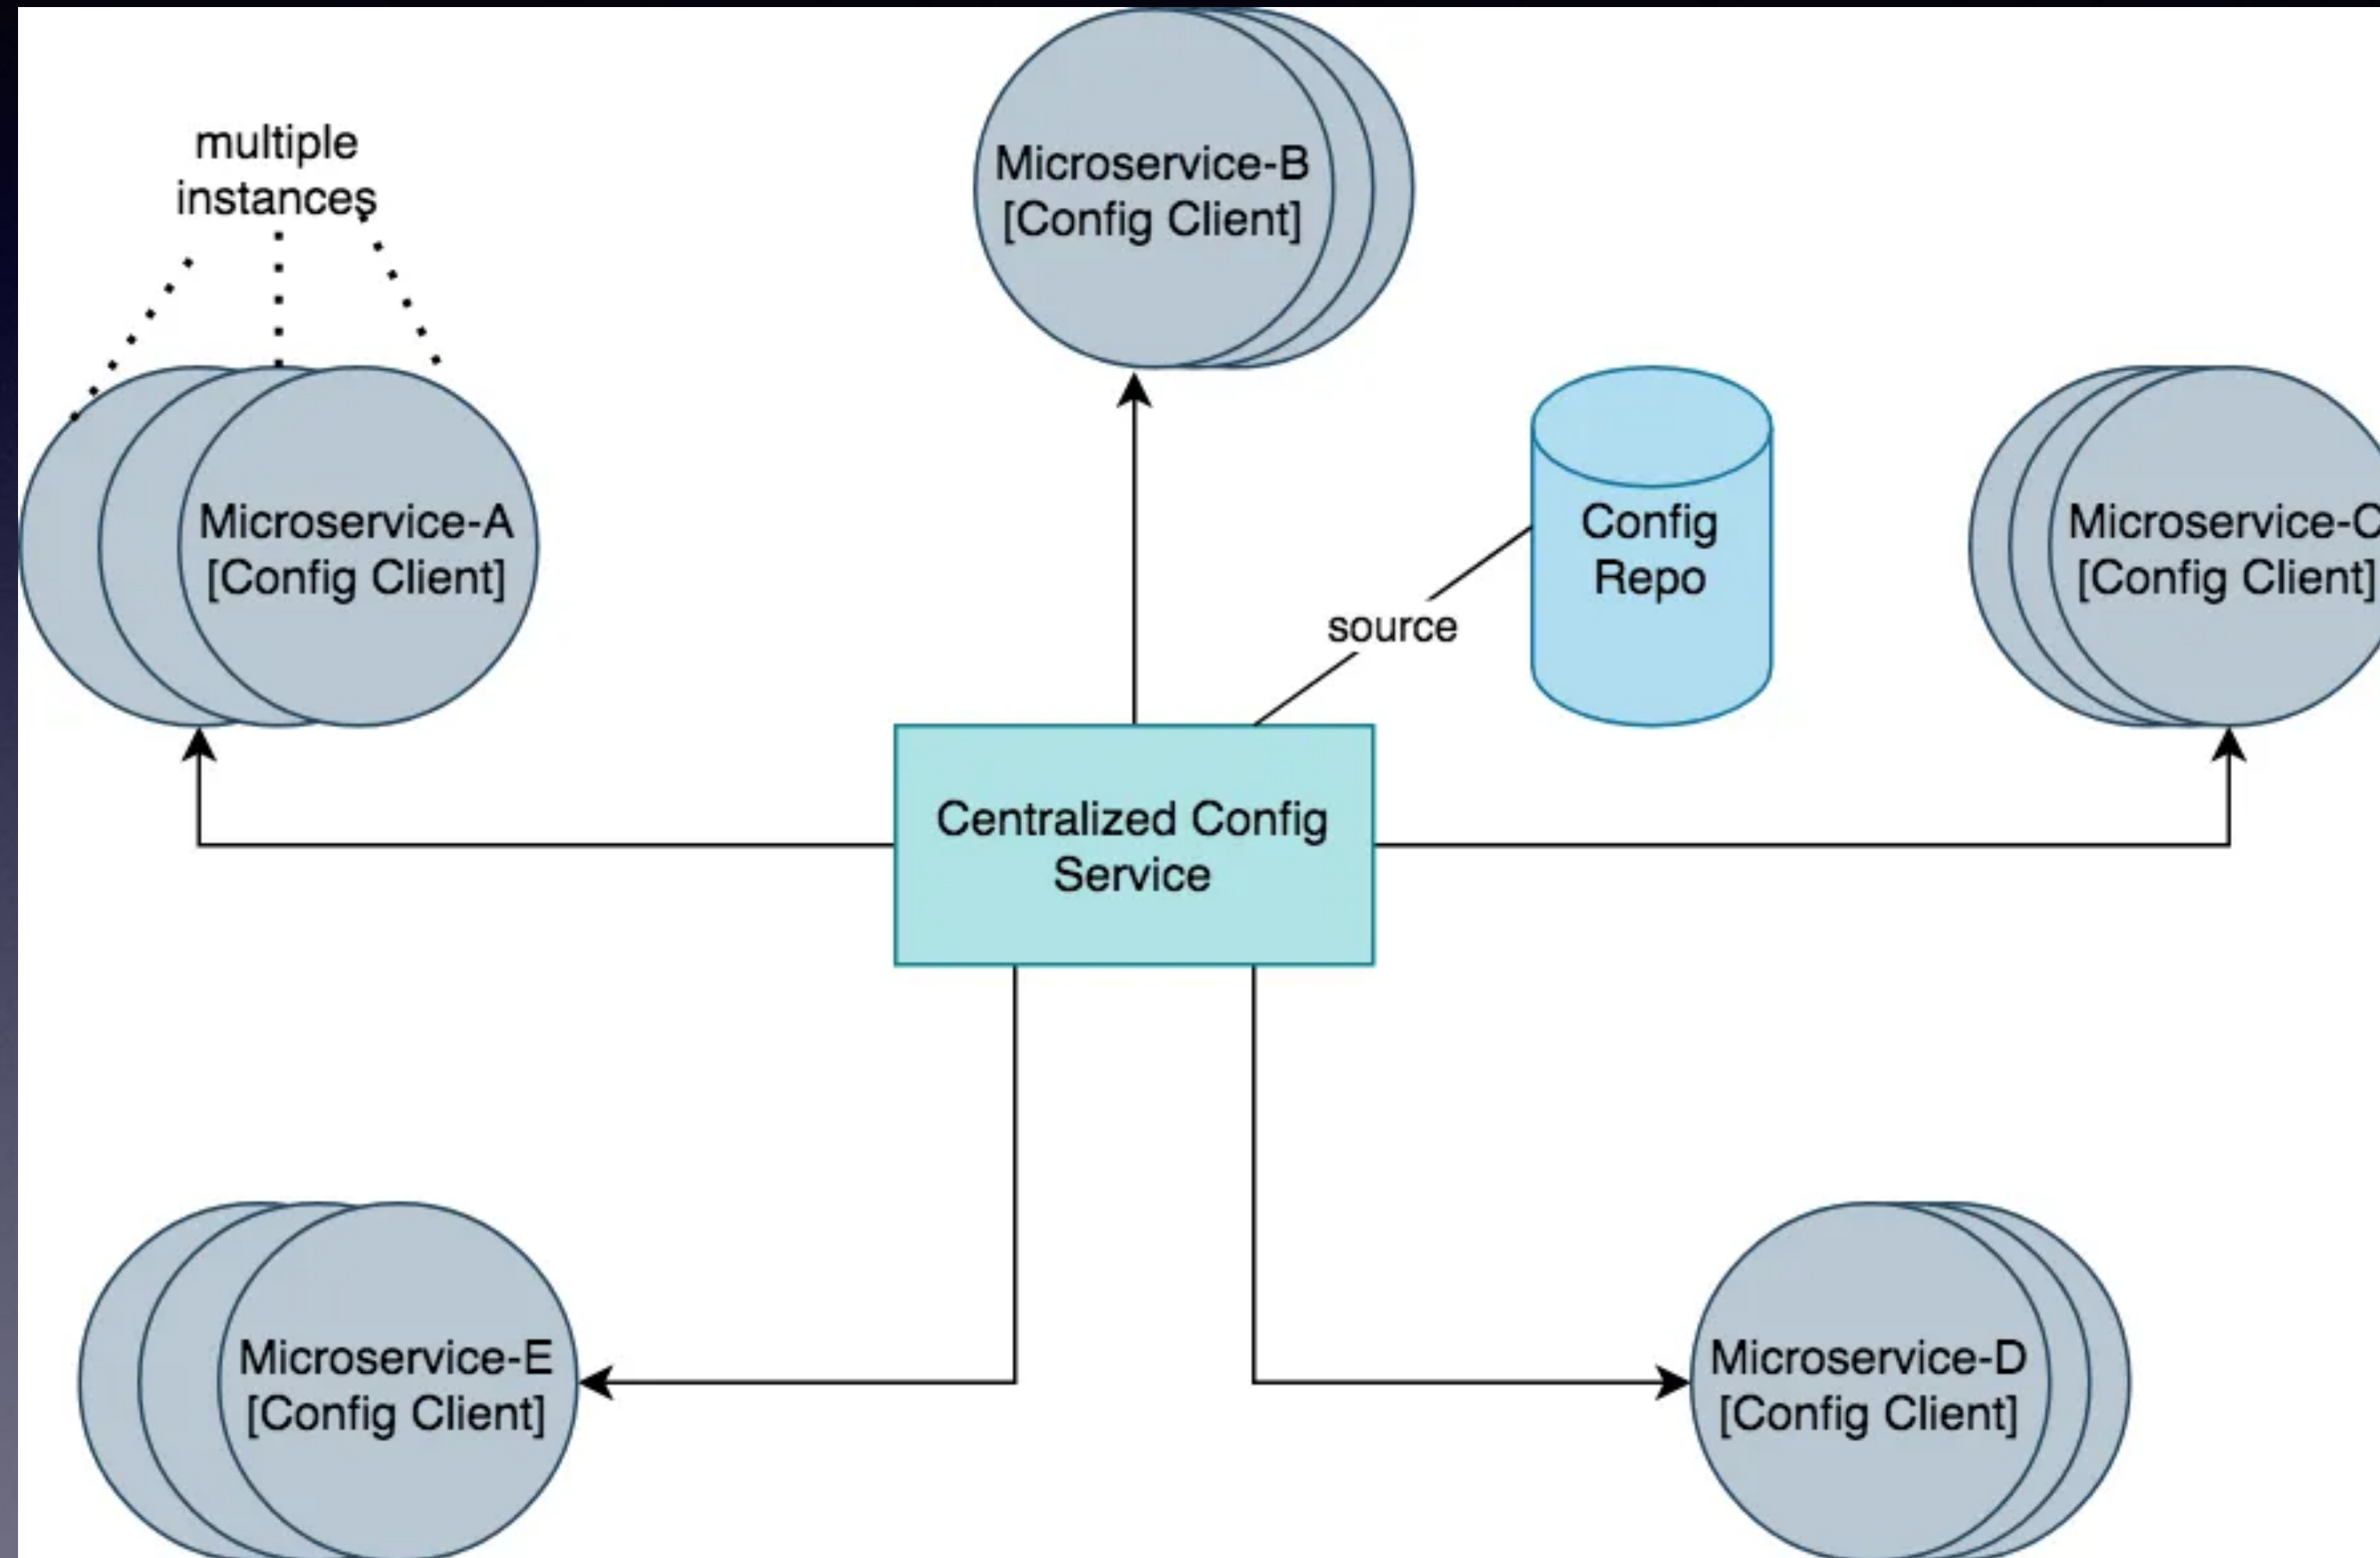 multiple
instances
Microservice-B
[Config Client]
Microservice-A
[Config Client]
Config
Repo
Microservice-C
[Config Client]
source
Centralized Config
Service
Microservice-E
[Config Client]
Microservice-D
[Config Client]